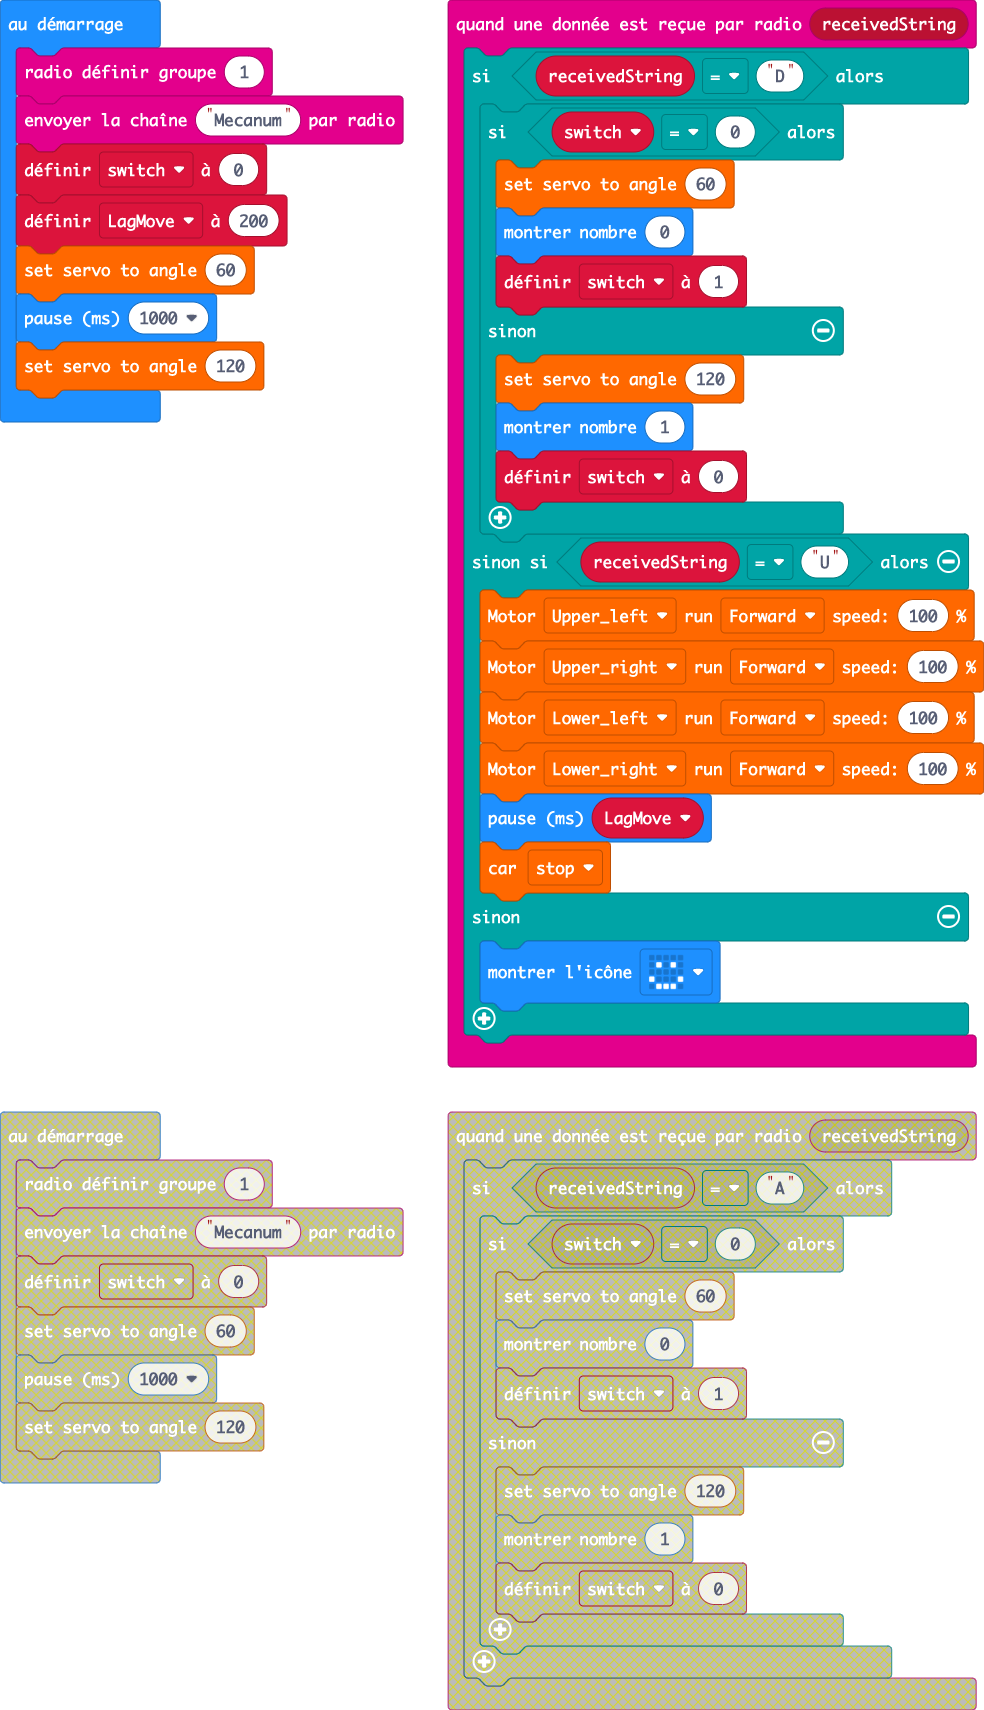 au démarrage
radio définir groupe 1
envoyer la chaîne "Mecanum" par radio
définir switch à 0
définir LagMove à 200
set servo to angle 60
pause (ms) 1000
set servo to angle 120
quand une donnée est reçue par radio receivedString
si receivedString = "D" alors
si switch = 0 alors
set servo to angle 60
montrer nombre 0
définir switch à 1
sinon
set servo to angle 120
montrer nombre 1
définir switch à 0
sinon si receivedString = "U" alors
Motor Upper_left run Forward speed: 100 %
Motor Upper_right run Forward speed: 100 %
Motor Lower_left run Forward speed: 100 %
Motor Lower_right run Forward speed: 100 %
pause (ms) LagMove
car stop
sinon
montrer l'icône
au démarrage
radio définir groupe 1
envoyer la chaîne "Mecanum" par radio
définir switch à 0
set servo to angle 60
pause (ms) 1000
set servo to angle 120
quand une donnée est reçue par radio receivedString
si receivedString = "A" alors
si switch = 0 alors
set servo to angle 60
montrer nombre 0
définir switch à 1
sinon
set servo to angle 120
montrer nombre 1
définir switch à 0